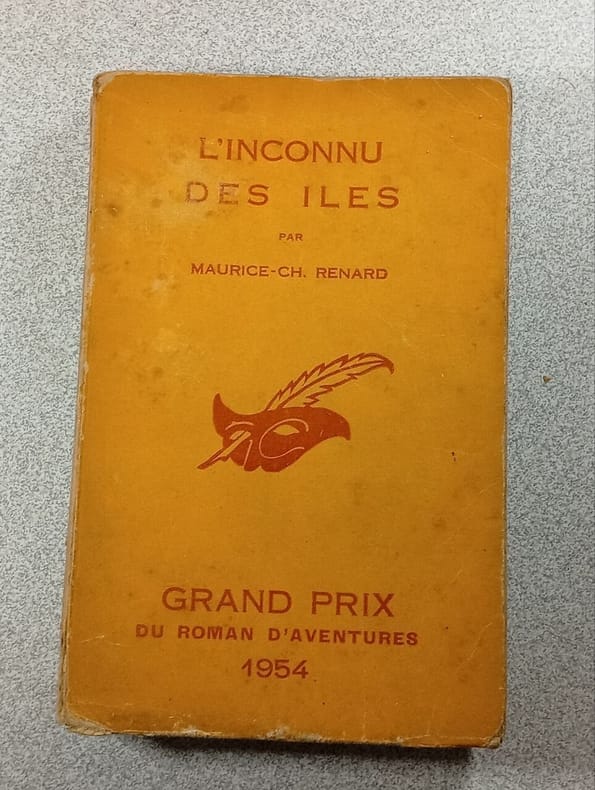 L'INCONNU
DES ILES
PAR
MAURICE-CH. RENARD
GRAND PRIX
DU ROMAN D'AVENTURES
1954